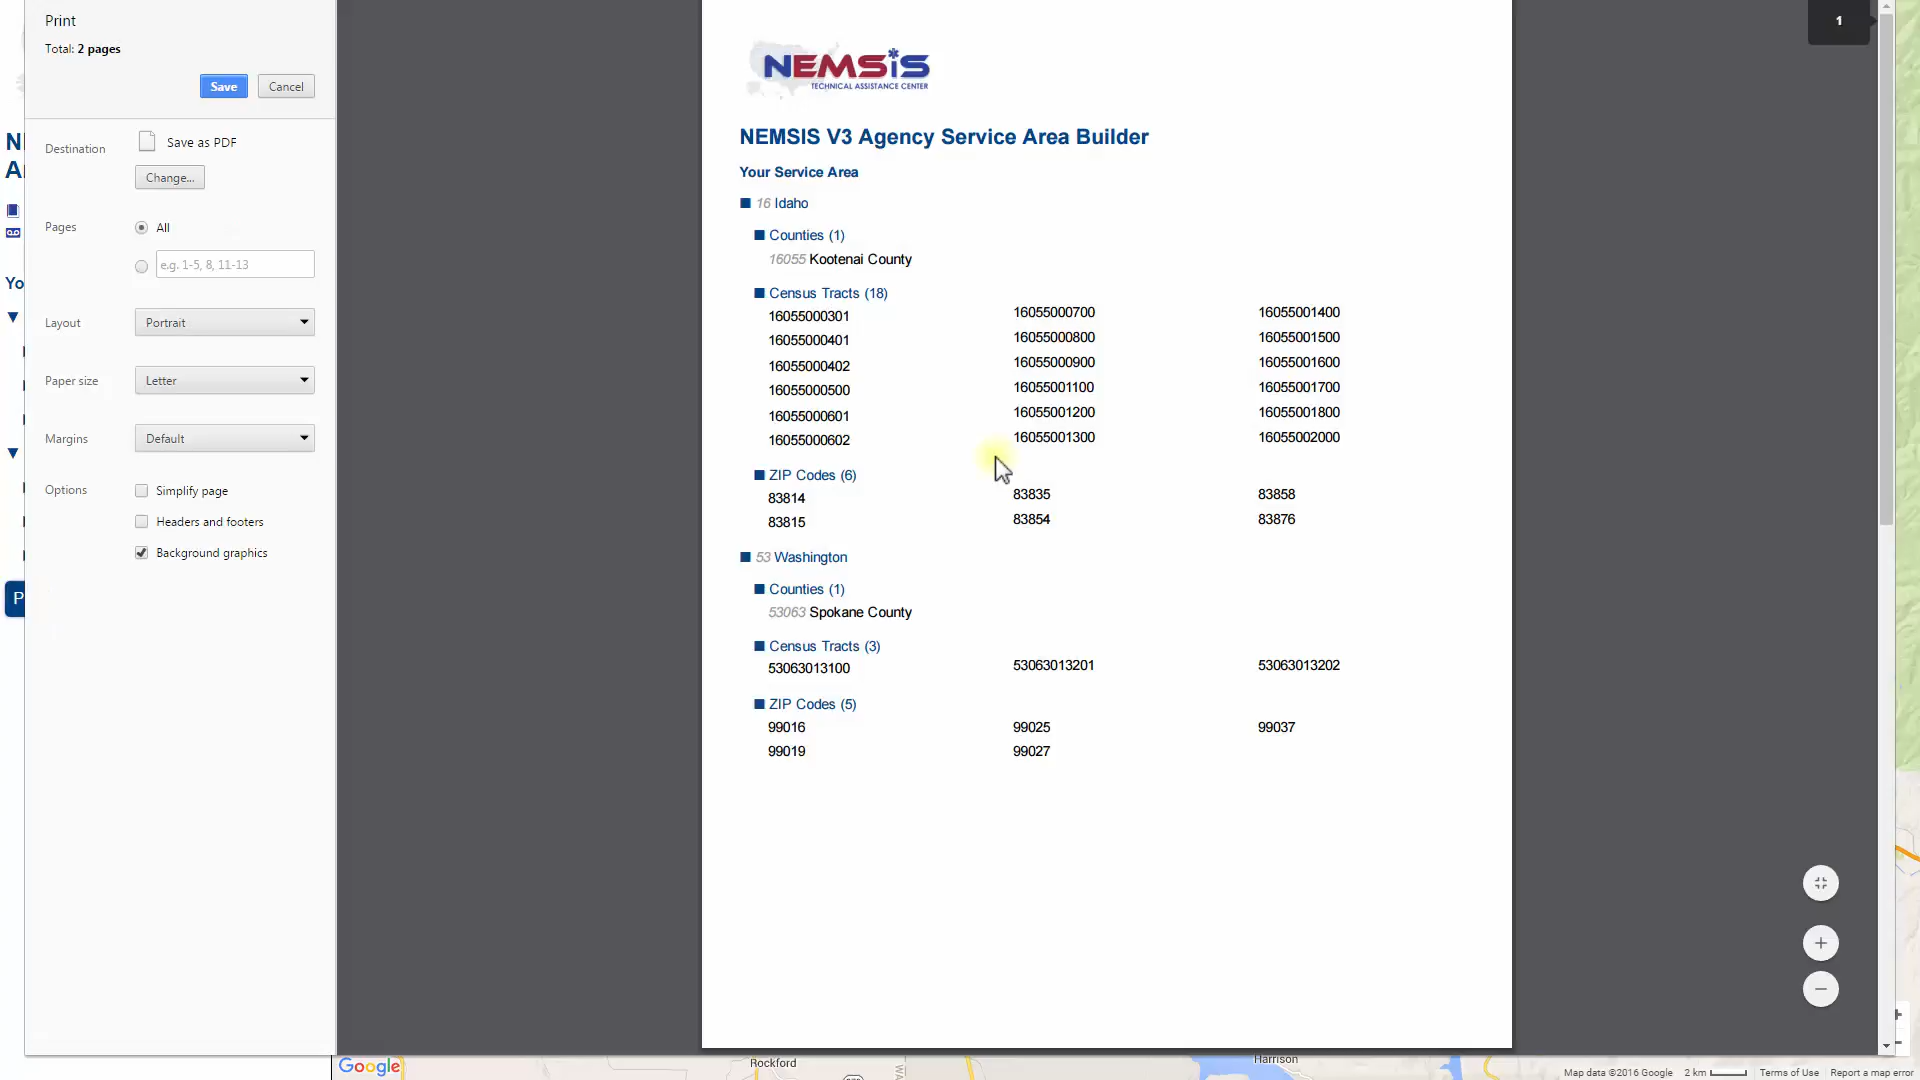 Print
Total: 2 pages
Save
Cancel
Destination
Save as PDF
Change...
Pages
All
e.g. 1-5, 8, 11-13
Layout
Portrait
Paper size
Letter
Margins
Default
Options
Simplify page
Headers and footers
Background graphics
1
NEMSIS
TECHNICAL ASSISTANCE CENTER
NEMSIS V3 Agency Service Area Builder
Your Service Area
16 Idaho
Counties (1)
16055 Kootenai County
Census Tracts (18)
16055000301 16055000700 16055001400
16055000401 16055000800 16055001500
16055000402 16055000900 16055001600
16055000500 16055001100 16055001700
16055000601 16055001200 16055001800
16055000602 16055001300 16055002000
ZIP Codes (6)
83814 83835 83858
83815 83854 83876
53 Washington
Counties (1)
53063 Spokane County
Census Tracts (3)
53063013100 53063013201 53063013202
ZIP Codes (5)
99016 99025 99037
99019 99027
Google
Rockford
Harrison
Map data ©2016 Google
2 km
Terms of Use
Report a map error